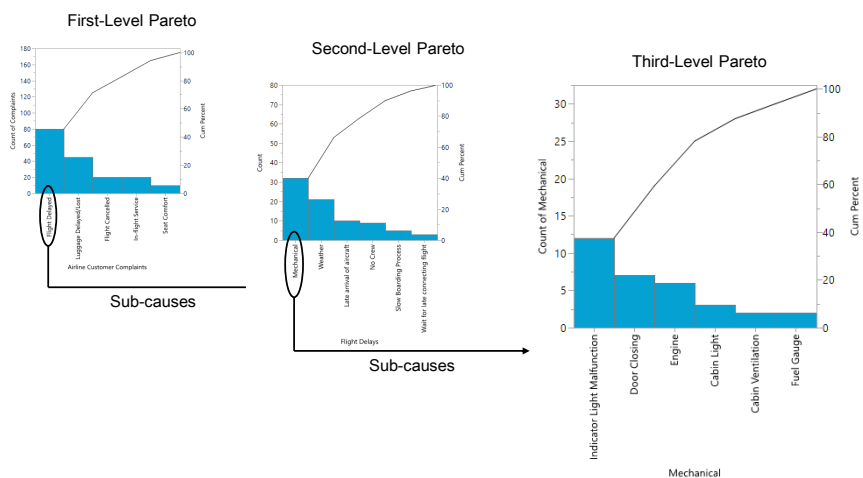 First-Level Pareto
180
160
140
120
100
80
60
40
20
0
Count of Complaints
100
80
60
40
20
0
Cum Percent
Flight Delayed
Luggage Delayed/Lost
Flight Cancelled
In-flight Service
Seat Comfort
Airline Customer Complaints
Sub-causes
Second-Level Pareto
80
70
60
50
40
30
20
10
0
Count
100
80
60
40
20
0
Cum Percent
Mechanical
Weather
Late arrival of aircraft
No Crew
Slow Boarding Process
Wait for late connecting flight
Flight Delays
Sub-causes
Third-Level Pareto
30
25
20
15
10
5
0
Count of Mechanical
100
80
60
40
20
0
Cum Percent
Indicator Light Malfunction
Door Closing
Engine
Cabin Light
Cabin Ventilation
Fuel Gauge
Mechanical